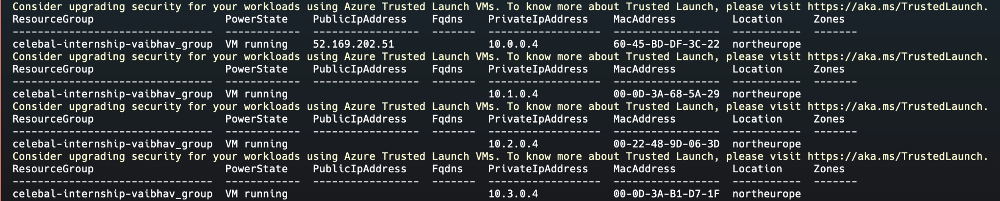 Consider upgrading security for your workloads using Azure Trusted Launch VMs. To know more about Trusted Launch, please visit https://aka.ms/TrustedLaunch.
ResourceGroup                     PowerState    PublicIpAddress    Fqdns    PrivateIpAddress    MacAddress         Location     Zones
--------------------------------  ------------  -----------------  -------  ------------------  -----------------  -----------  -------
celebal-internship-vaibhav_group  VM running    52.169.202.51               10.0.0.4            60-45-BD-DF-3C-22  northeurope
Consider upgrading security for your workloads using Azure Trusted Launch VMs. To know more about Trusted Launch, please visit https://aka.ms/TrustedLaunch.
ResourceGroup                     PowerState    PublicIpAddress    Fqdns    PrivateIpAddress    MacAddress         Location     Zones
--------------------------------  ------------  -----------------  -------  ------------------  -----------------  -----------  -------
celebal-internship-vaibhav_group  VM running                                10.1.0.4            00-0D-3A-68-5A-29  northeurope
Consider upgrading security for your workloads using Azure Trusted Launch VMs. To know more about Trusted Launch, please visit https://aka.ms/TrustedLaunch.
ResourceGroup                     PowerState    PublicIpAddress    Fqdns    PrivateIpAddress    MacAddress         Location     Zones
--------------------------------  ------------  -----------------  -------  ------------------  -----------------  -----------  -------
celebal-internship-vaibhav_group  VM running                                10.2.0.4            00-22-48-9D-06-3D  northeurope
Consider upgrading security for your workloads using Azure Trusted Launch VMs. To know more about Trusted Launch, please visit https://aka.ms/TrustedLaunch.
ResourceGroup                     PowerState    PublicIpAddress    Fqdns    PrivateIpAddress    MacAddress         Location     Zones
--------------------------------  ------------  -----------------  -------  ------------------  -----------------  -----------  -------
celebal-internship-vaibhav_group  VM running                                10.3.0.4            00-0D-3A-B1-D7-1F  northeurope